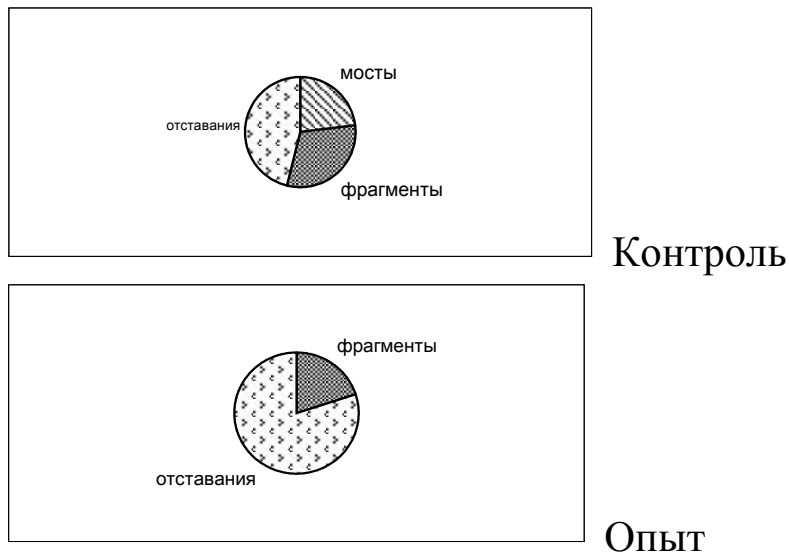 мосты
отставания
фрагменты
Контроль
фрагменты
отставания
Опыт